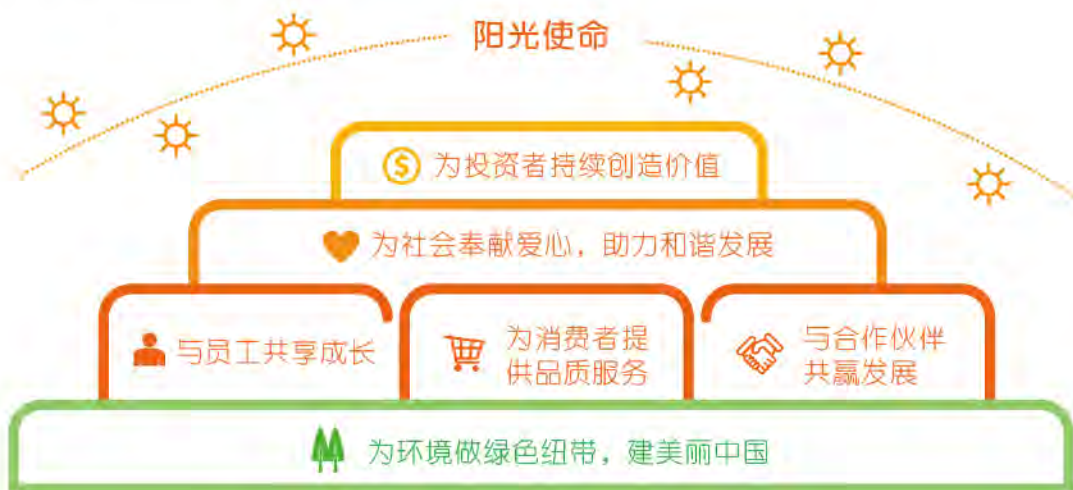 阳光使命
为投资者持续创造价值
为社会奉献爱心，助力和谐发展
与员工共享成长
为消费者提
供品质服务
与合作伙伴
共赢发展
为环境做绿色纽带，建美丽中国